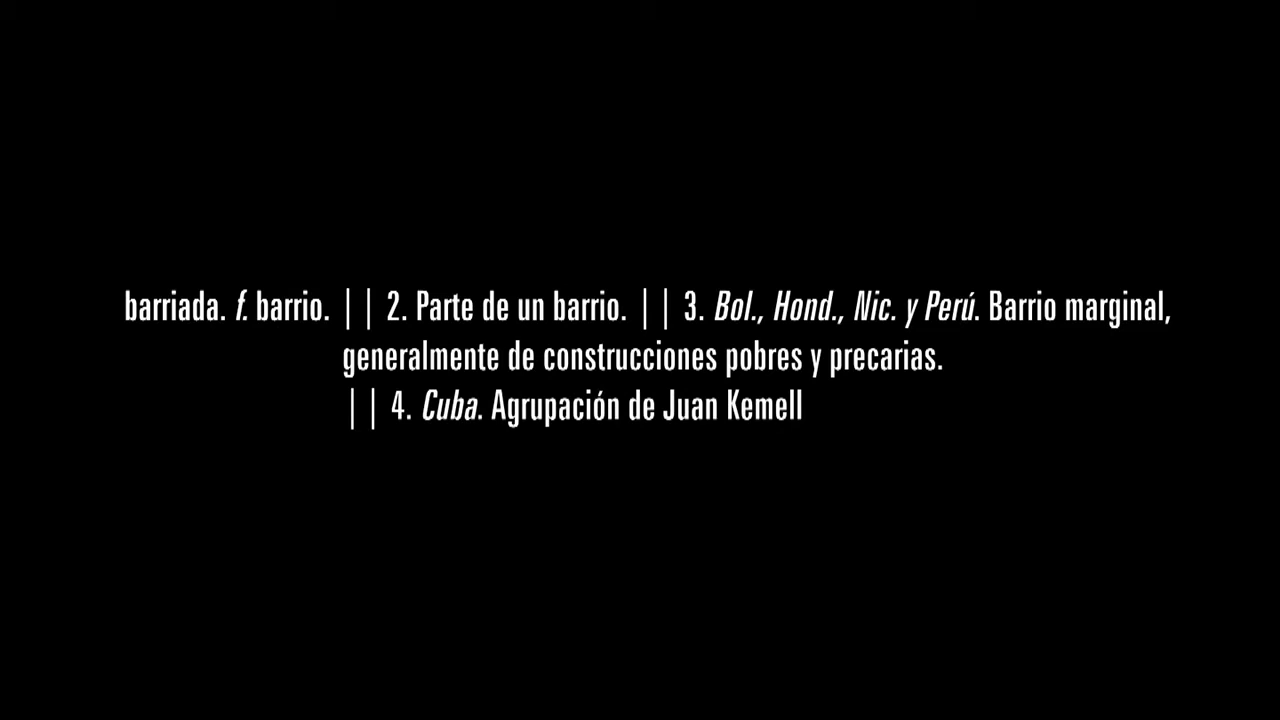 barriada. f. barrio. || 2. Parte de un barrio. || 3. Bol., Hond., Nic. y Perú. Barrio marginal,
generalmente de construcciones pobres y precarias.
|| 4. Cuba. Agrupación de Juan Kemell